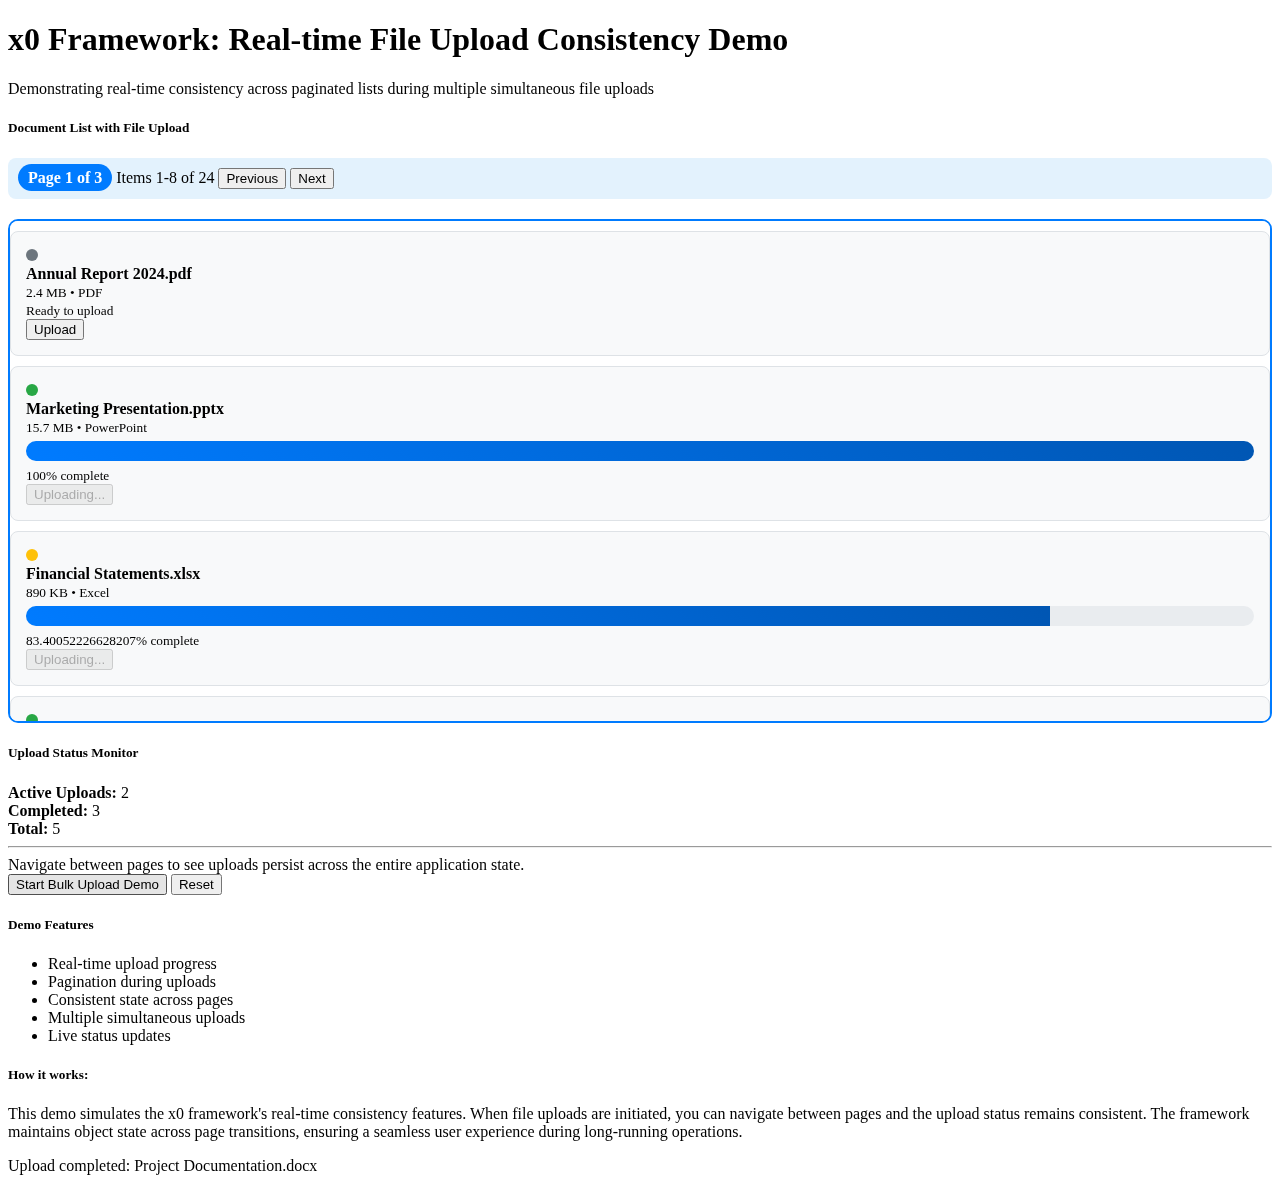 x0 Framework: Real-time File Upload Consistency Demo
Demonstrating real-time consistency across paginated lists during multiple simultaneous file uploads
Document List with File Upload
Page 1 of 3 Items 1-8 of 24 Previous Next
Annual Report 2024.pdf
2.4 MB • PDF
Ready to upload
Upload
Marketing Presentation.pptx
15.7 MB • PowerPoint
100% complete
Uploading...
Financial Statements.xlsx
890 KB • Excel
83.40052226628207% complete
Uploading...
Upload Status Monitor
Active Uploads: 2
Completed: 3
Total: 5
Navigate between pages to see uploads persist across the entire application state.
Start Bulk Upload Demo Reset
Demo Features
• Real-time upload progress
• Pagination during uploads
• Consistent state across pages
• Multiple simultaneous uploads
• Live status updates
How it works:
This demo simulates the x0 framework's real-time consistency features. When file uploads are initiated, you can navigate between pages and the upload status remains consistent. The framework
maintains object state across page transitions, ensuring a seamless user experience during long-running operations.
Upload completed: Project Documentation.docx